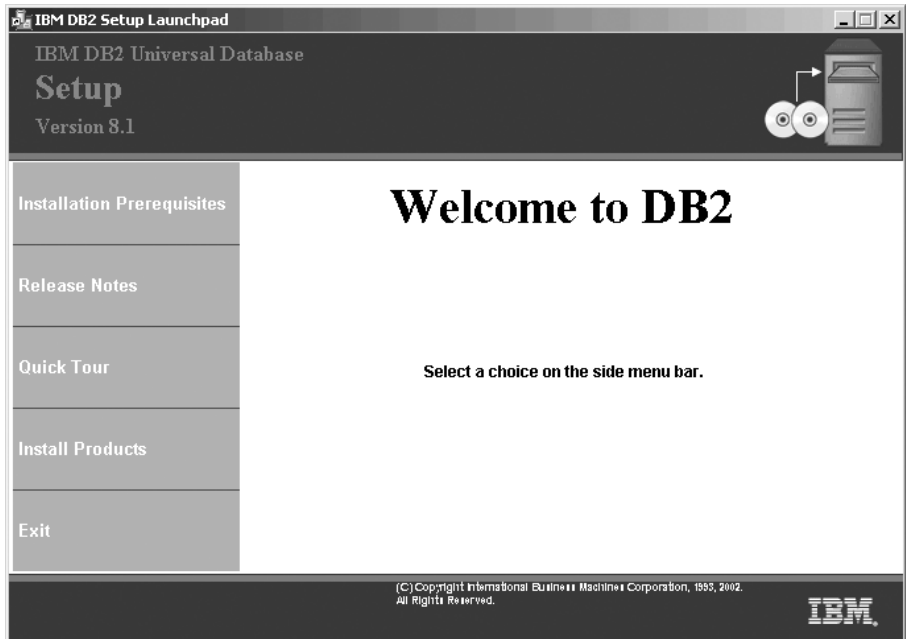 IBM DB2 Setup Launchpad
IBM DB2 Universal Database
Setup
Version 8.1
Installation Prerequisites
Release Notes
Quick Tour
Install Products
Exit
Welcome to DB2
Select a choice on the side menu bar.
(C) Copyright International Business Machines Corporation, 1993, 2002.
All Rights Reserved.
IBM.